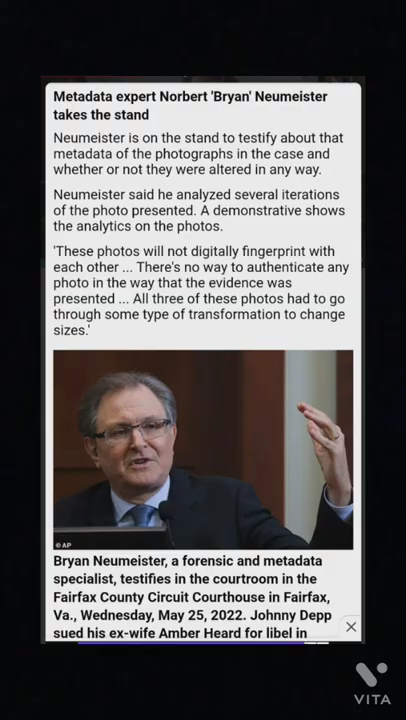 Metadata expert Norbert 'Bryan' Neumeister
takes the stand
Neumeister is on the stand to testify about that
metadata of the photographs in the case and
whether or not they were altered in any way.
Neumeister said he analyzed several iterations
of the photo presented. A demonstrative shows
the analytics on the photos.
'These photos will not digitally fingerprint with
each other ... There's no way to authenticate any
photo in the way that the evidence was
presented ... All three of these photos had to go
through some type of transformation to change
sizes.'
© AP
Bryan Neumeister, a forensic and metadata
specialist, testifies in the courtroom in the
Fairfax County Circuit Courthouse in Fairfax,
Va., Wednesday, May 25, 2022. Johnny Depp
sued his ex-wife Amber Heard for libel in
VITA